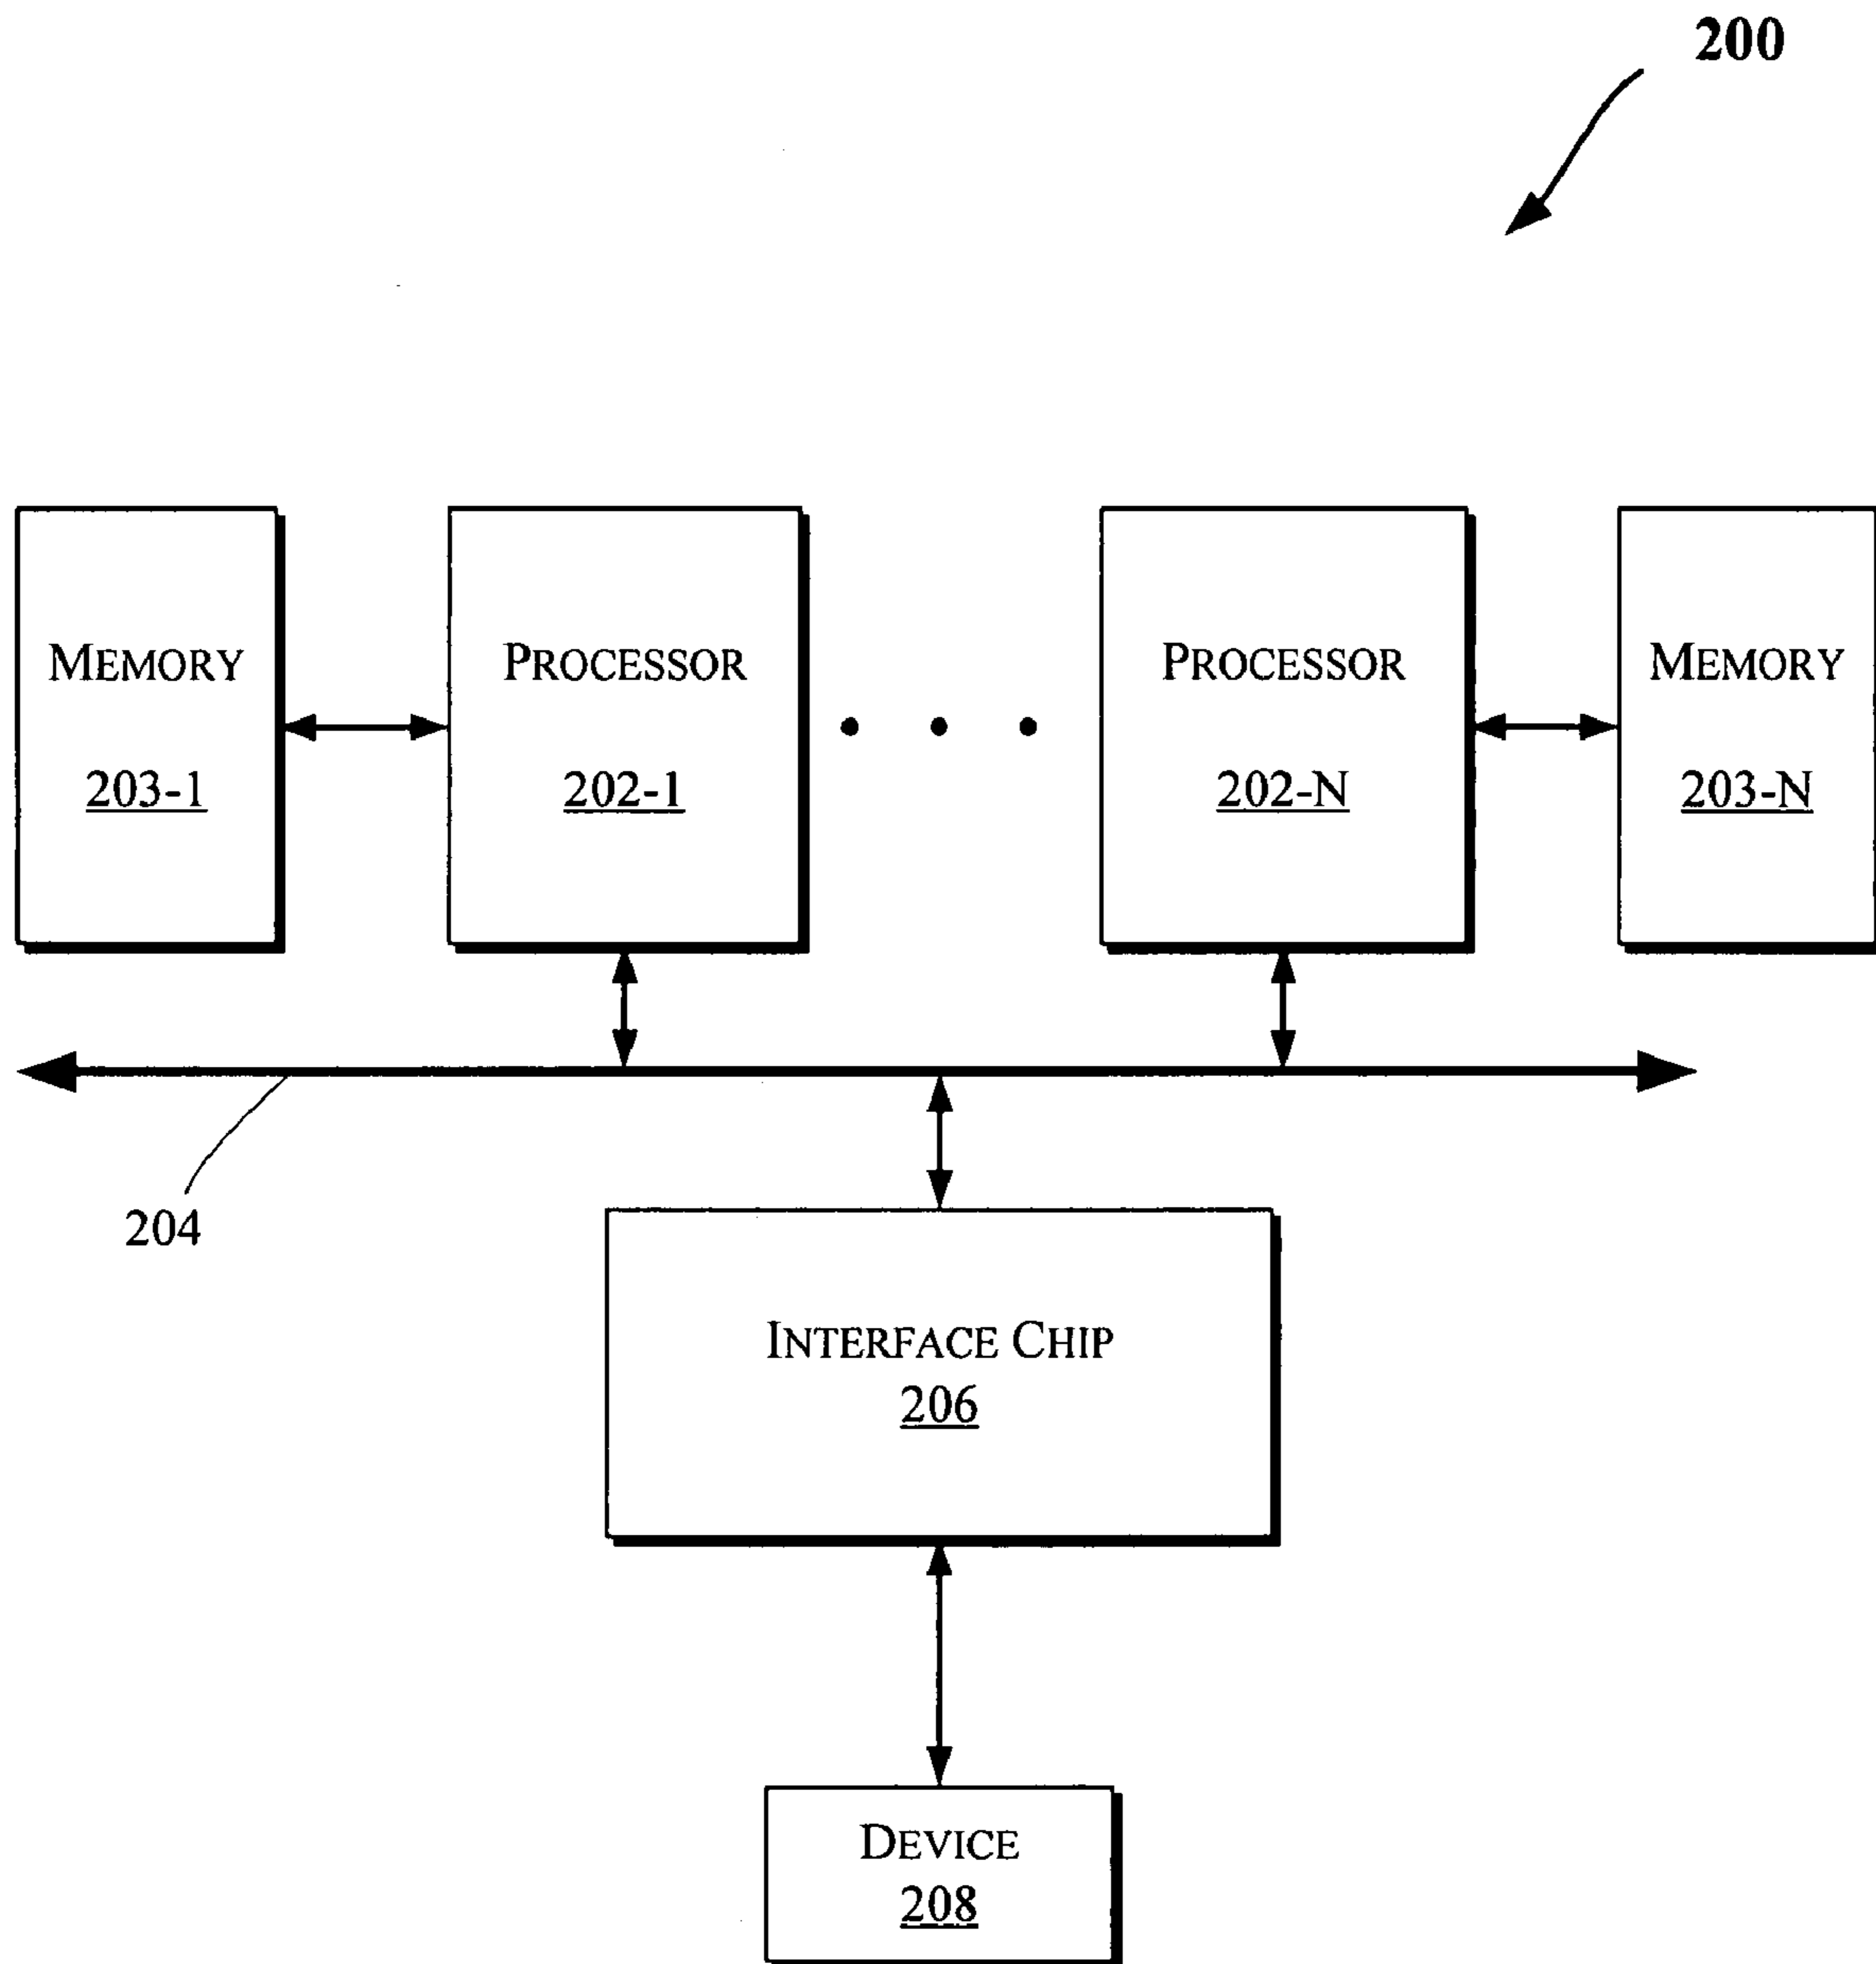 200
MEMORY
203-1
PROCESSOR
202-1
PROCESSOR
202-N
MEMORY
203-N
204
INTERFACE CHIP
206
DEVICE
208